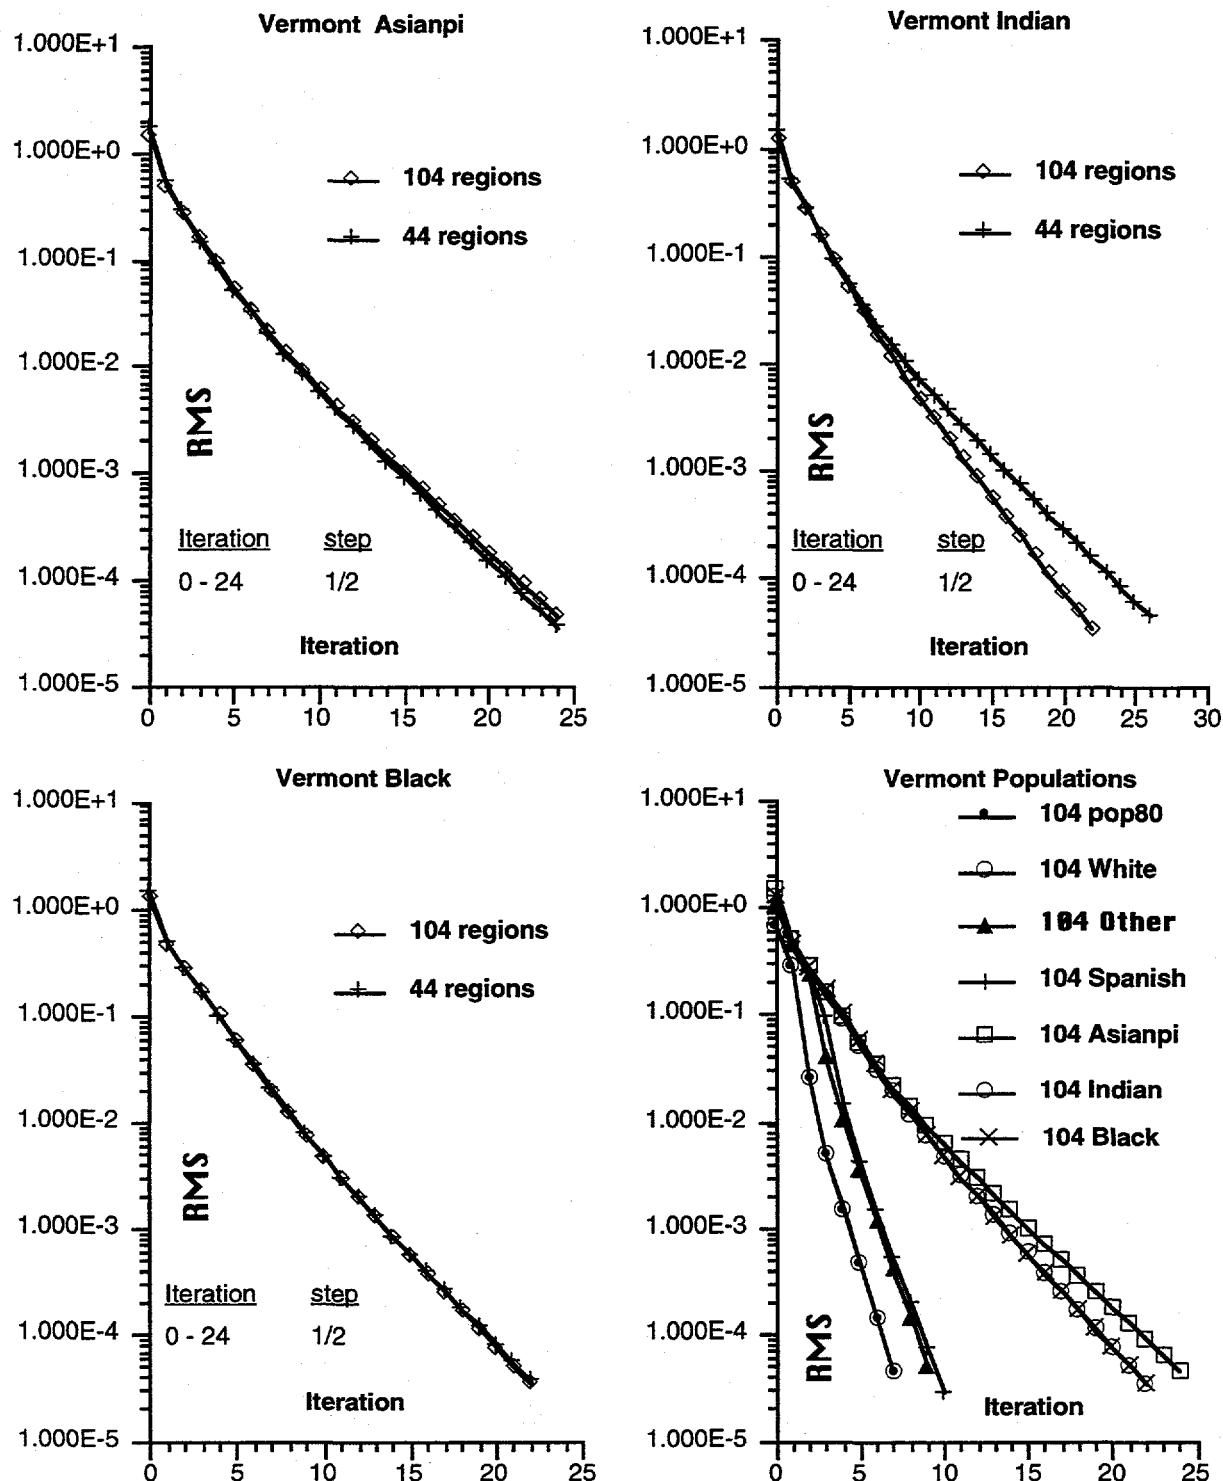 Vermont Asianpi
1.000E+1
1.000E+0
1.000E-1
1.000E-2
1.000E-3
1.000E-4
1.000E-5
104 regions
44 regions
RMS
Iteration step
0 - 24 1/2
Iteration
0 5 10 15 20 25
Vermont Indian
1.000E+1
1.000E+0
1.000E-1
1.000E-2
1.000E-3
1.000E-4
1.000E-5
104 regions
44 regions
RMS
Iteration step
0 - 24 1/2
Iteration
0 5 10 15 20 25 30
Vermont Black
1.000E+1
1.000E+0
1.000E-1
1.000E-2
1.000E-3
1.000E-4
1.000E-5
104 regions
44 regions
RMS
Iteration step
0 - 24 1/2
Iteration
0 5 10 15 20 25
Vermont Populations
1.000E+1
1.000E+0
1.000E-1
1.000E-2
1.000E-3
1.000E-4
1.000E-5
104 pop80
104 White
104 Other
104 Spanish
104 Asianpi
104 Indian
104 Black
RMS
Iteration
0 5 10 15 20 25